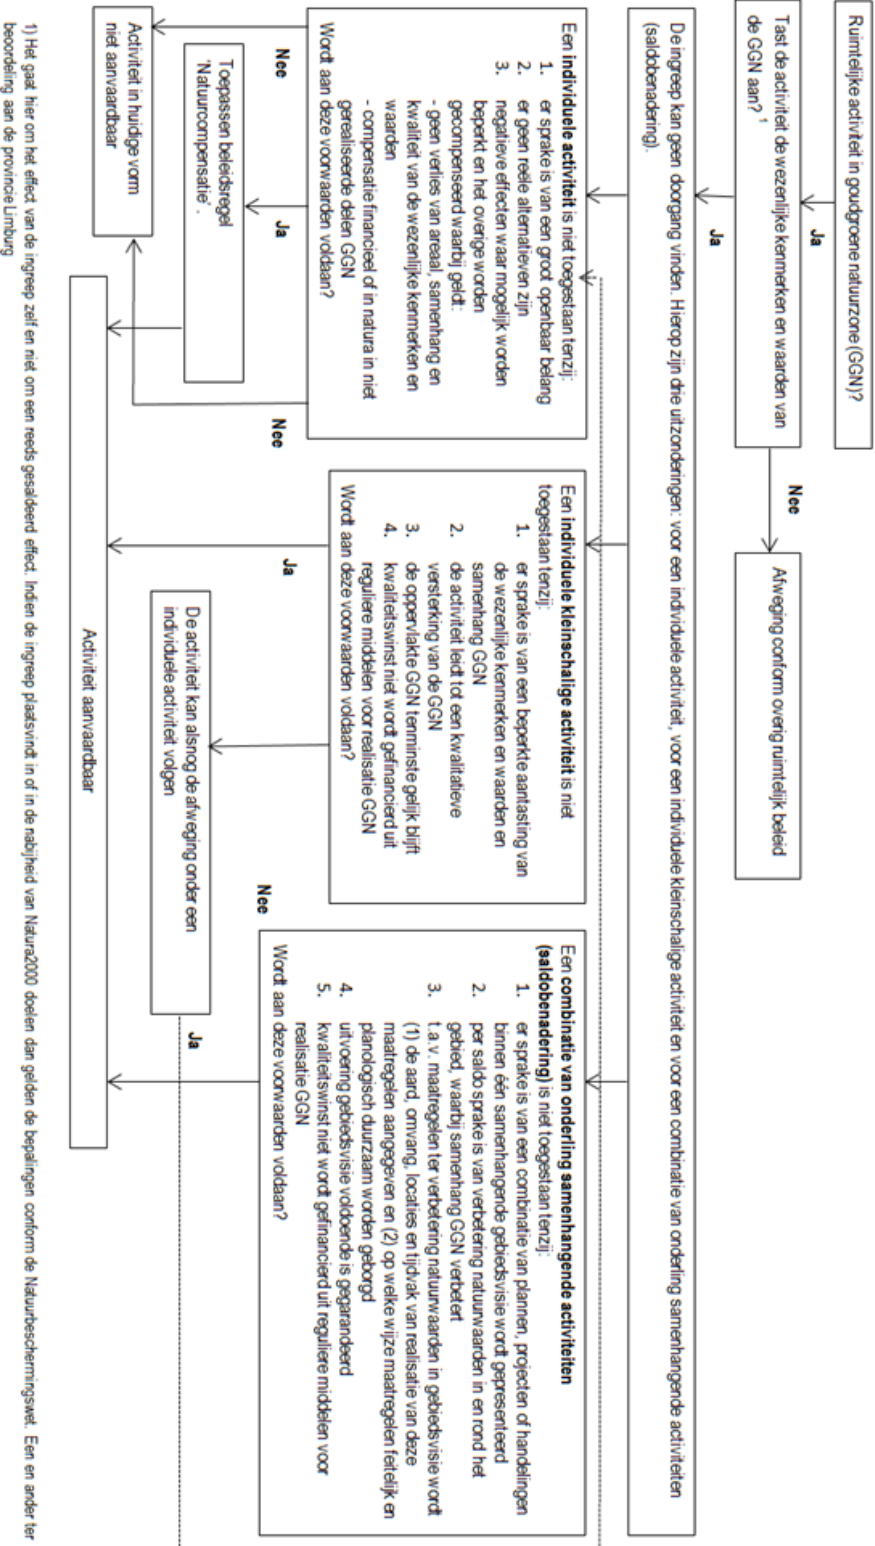 Ruimtelijke activiteit in goudgroene natuurzone (GGN)?
Ja
Tast de activiteit de wezenlijke kenmerken en waarden van
de GGN aan? 1
Nee
Afweging conform overig ruimtelijk beleid
Ja
De ingreep kan geen doorgang vinden. Hierop zijn drie uitzonderingen: voor een individuele activiteit, voor een individuele kleinschalige activiteit en voor een combinatie van onderling samenhangende activiteiten
(saldobenadering).
Een individuele activiteit is niet toegestaan tenzij:
1. er sprake is van een groot openbaar belang
2. er geen reële alternatieven zijn
3. negatieve effecten waar mogelijk worden
beperkt en het overige worden
gecompenseerd waarbij geldt:
- geen verlies van areaal, samenhang en
kwaliteit van de wezenlijke kenmerken en
waarden
- compensatie financieel of in natura in niet
gerealiseerde delen GGN
Wordt aan deze voorwaarden voldaan?
Nee
Ja
Nee
Toepassen beleidsregel
'Natuurcompensatie'.
Activiteit in huidige vorm
niet aanvaardbaar
Een individuele kleinschalige activiteit is niet
toegestaan tenzij:
1. er sprake is van een beperkte aantasting van
de wezenlijke kenmerken en waarden en
samenhang GGN
2. de activiteit leidt tot een kwalitatieve
versterking van de GGN
3. de oppervlakte GGN tenminste gelijk blijft
4. kwaliteitswinst niet wordt gefinancierd uit
reguliere middelen voor realisatie GGN
Wordt aan deze voorwaarden voldaan?
Ja
Nee
De activiteit kan alsnog de afweging onder een
individuele activiteit volgen
Een combinatie van onderling samenhangende activiteiten
(saldobenadering) is niet toegestaan tenzij:
1. er sprake is van een combinatie van plannen, projecten of handelingen
binnen één samenhangende gebiedsvisie wordt gepresenteerd
2. per saldo sprake is van verbetering natuurwaarden in en rond het
gebied, waarbij samenhang GGN verbetert
3. t.a.v. maatregelen ter verbetering natuurwaarden in gebiedsvisie wordt
(1) de aard, omvang, locaties en tijdvak van realisatie van deze
maatregelen aangegeven en (2) op welke wijze maatregelen feitelijk en
planologisch duurzaam worden geborgd
4. uitvoering gebiedsvisie voldoende is gegarandeerd
5. kwaliteitswinst niet wordt gefinancierd uit reguliere middelen voor
realisatie GGN
Wordt aan deze voorwaarden voldaan?
Ja
Activiteit aanvaardbaar
1) Het gaat hier om het effect van de ingreep zelf en niet om een reeds gesaldeerd effect. Indien de ingreep plaatsvindt in of in de nabijheid van Natura2000 doelen dan gelden de bepalingen conform de Natuurbeschermingswet. Een en ander ter
beoordeling aan de provincie Limburg